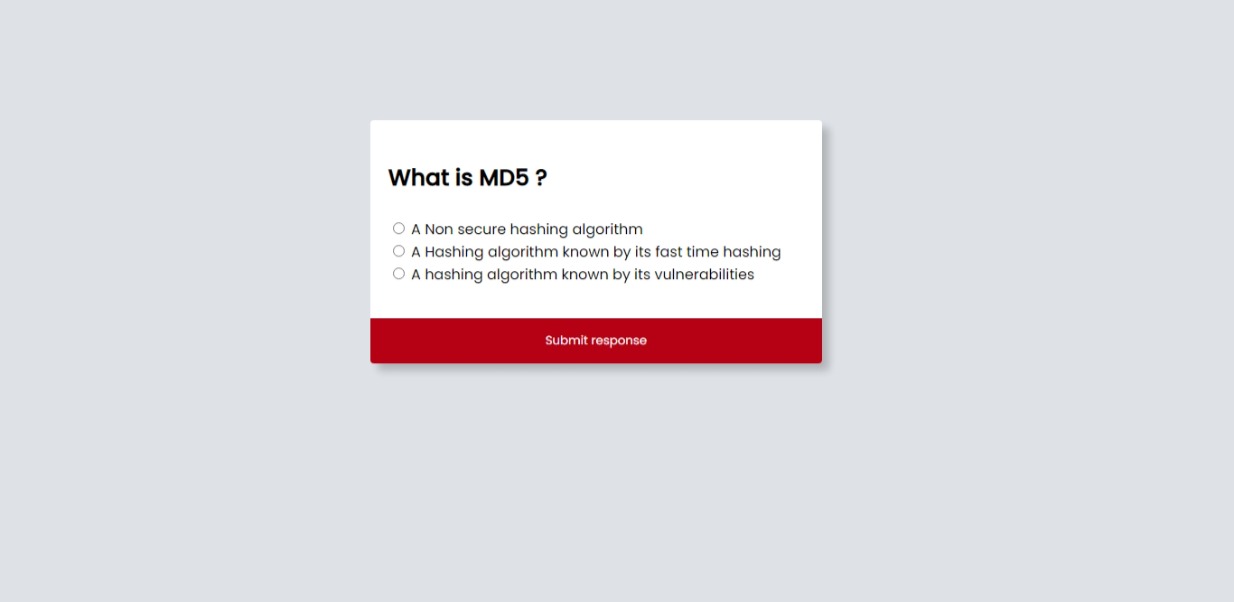 What is MD5 ?
A Non secure hashing algorithm
A Hashing algorithm known by its fast time hashing
A hashing algorithm known by its vulnerabilities
Submit response